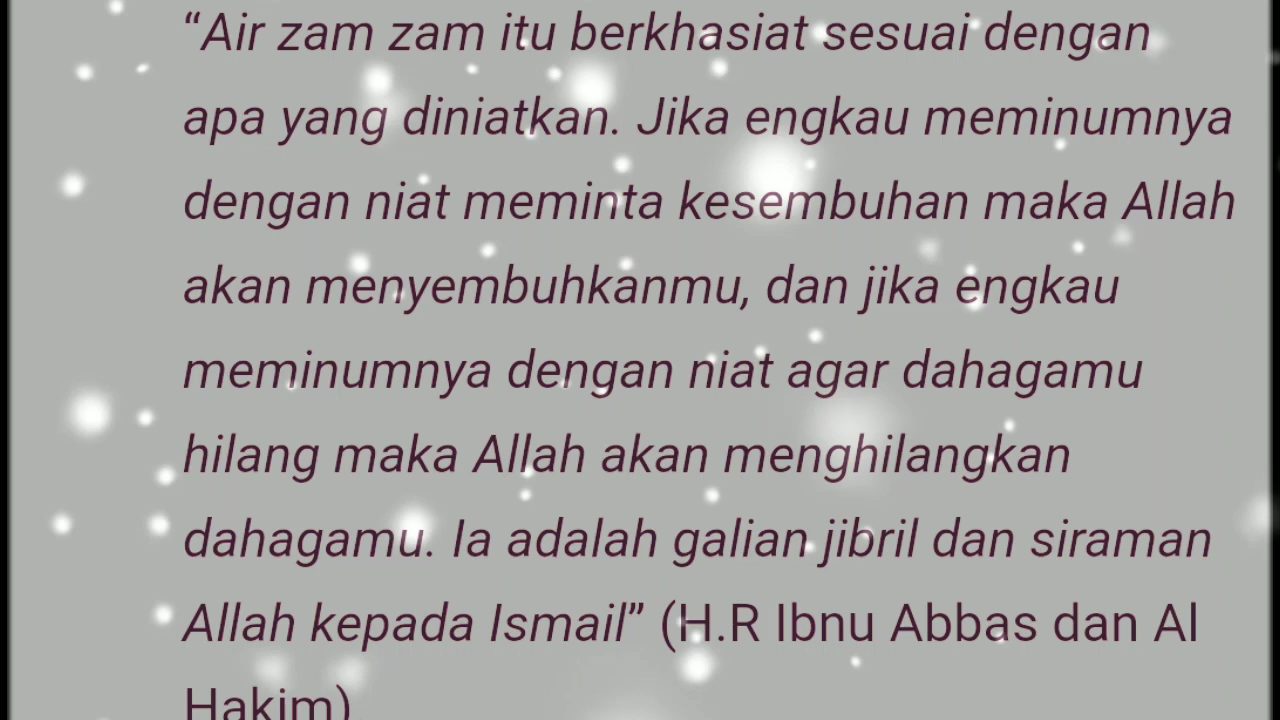 “Air zam zam itu berkhasiat sesuai dengan
apa yang diniatkan. Jika engkau meminumnya
dengan niat meminta kesembuhan maka Allah
akan menyembuhkanmu, dan jika engkau
meminumnya dengan niat agar dahagamu
hilang maka Allah akan menghilangkan
dahagamu. Ia adalah galian jibril dan siraman
Allah kepada Ismail” (H.R Ibnu Abbas dan Al
Hakim)